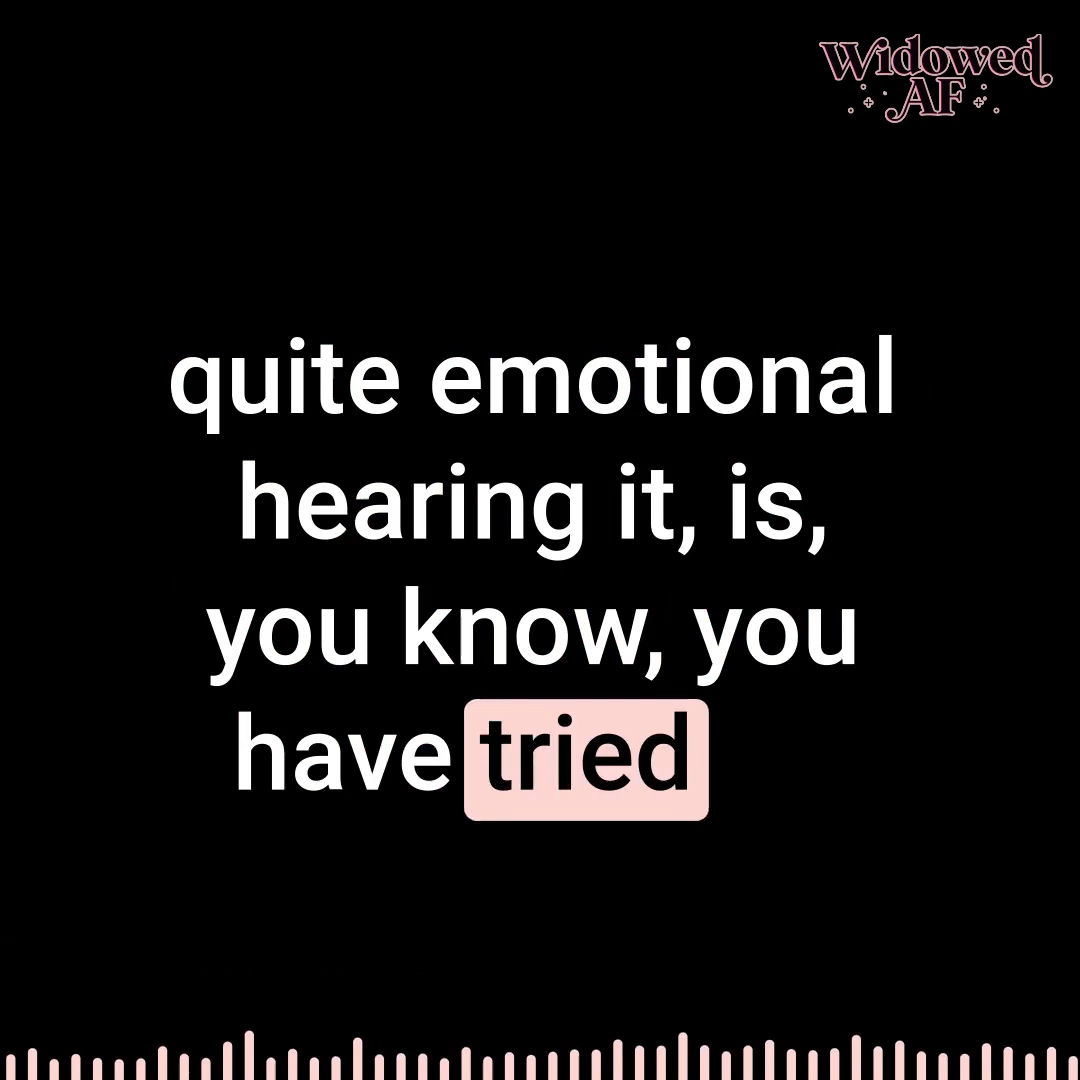 Widowed
AF
quite emotional
hearing it, is,
you know, you
have tried